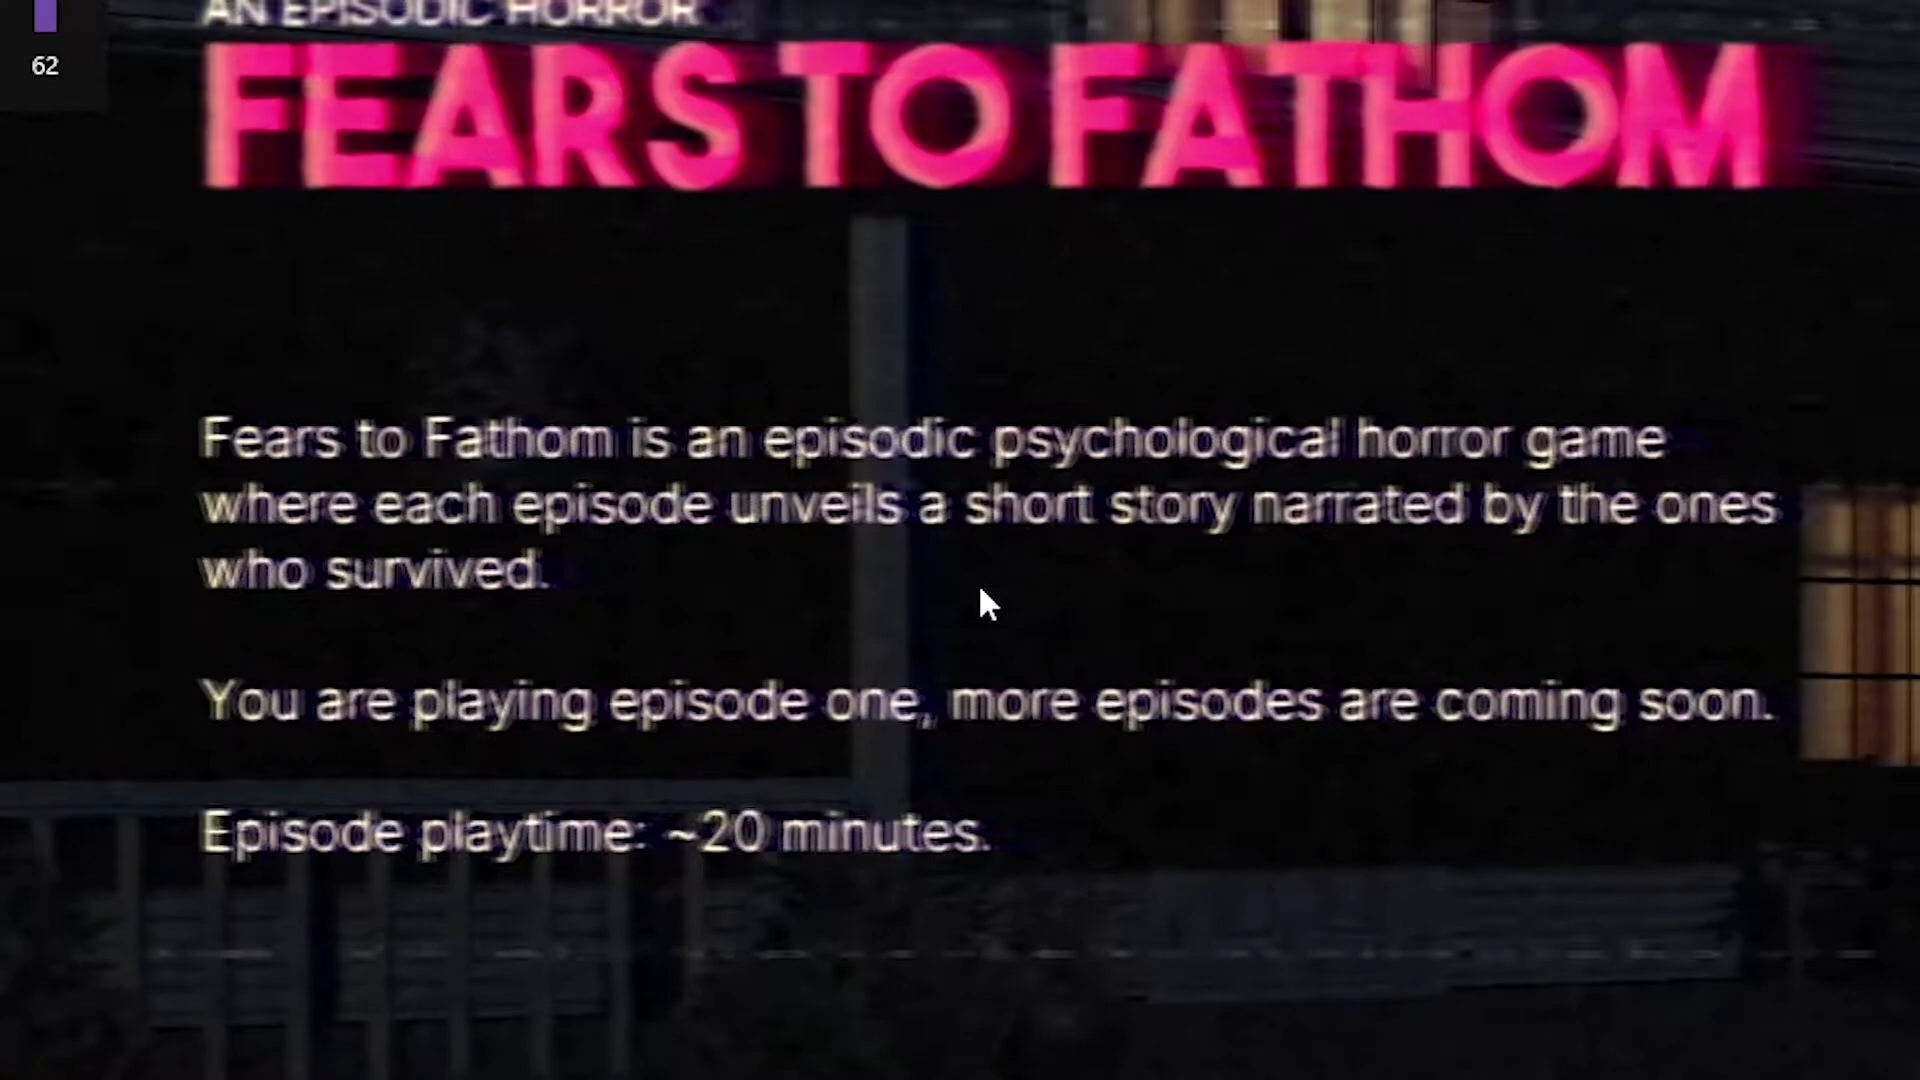 AN EPISODIC HORROR
62
FEARS TO FATHOM
Fears to Fathom is an episodic psychological horror game
where each episode unveils a short story narrated by the ones
who survived.
You are playing episode one, more episodes are coming soon.
Episode playtime: ~20 minutes.